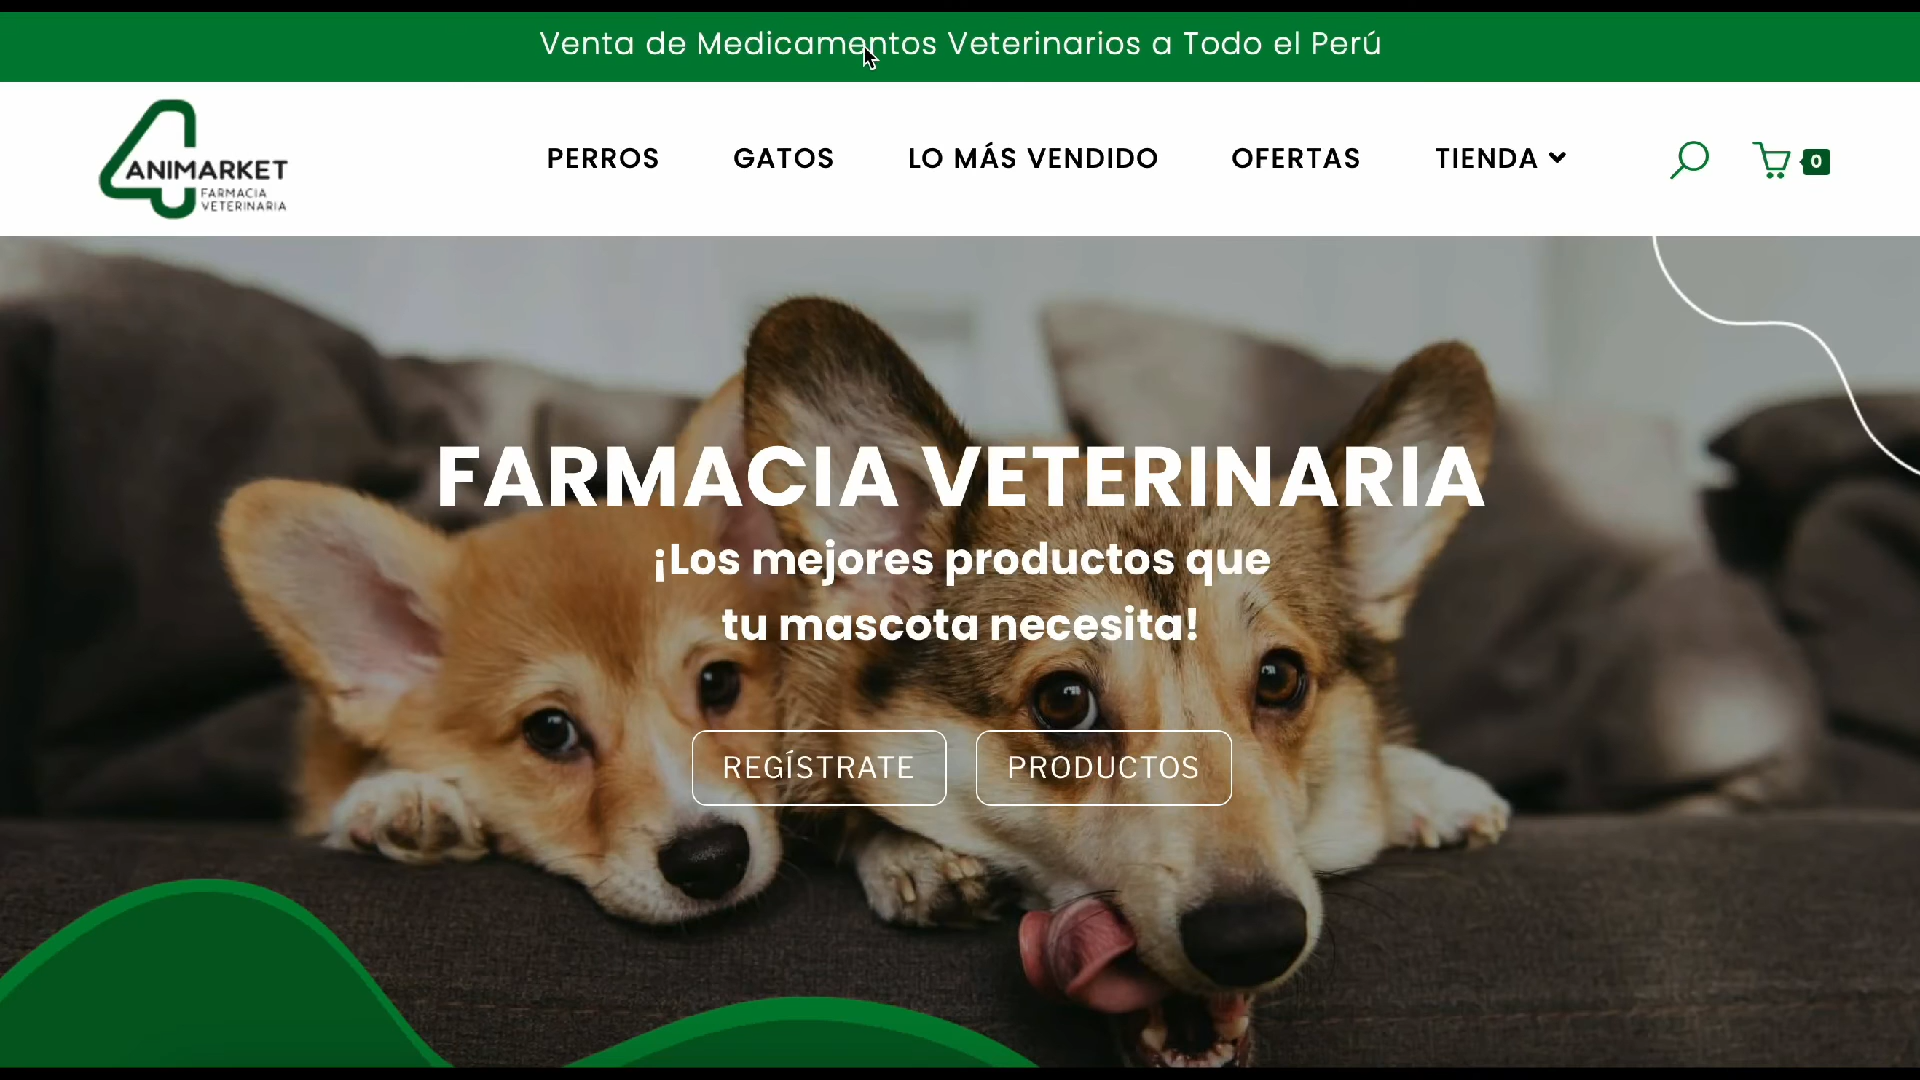 Venta de Medicamentos Veterinarios a Todo el Perú
ANIMARKET
FARMACIA
VETERINARIA
PERROS
GATOS
LO MÁS VENDIDO
OFERTAS
TIENDA
0
FARMACIA VETERINARIA
¡Los mejores productos que
tu mascota necesita!
REGÍSTRATE
PRODUCTOS